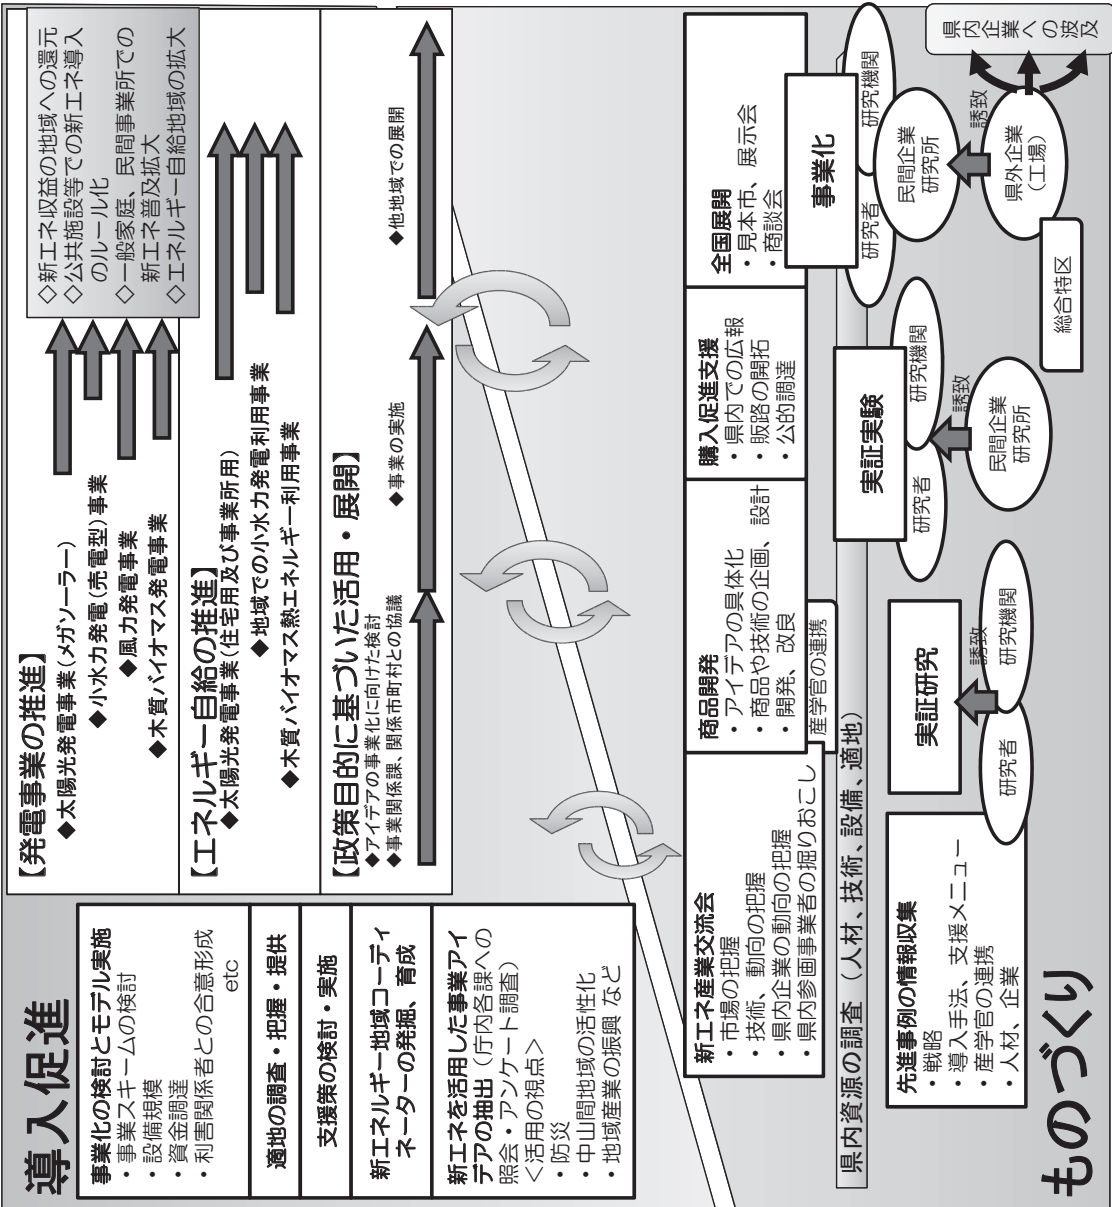 導入促進
事業化の検討とモデル実施
・事業スキームの検討
・設備規模
・資金調達
・利害関係者との合意形成
etc
適地の調査・把握・提供
支援策の検討・実施
新エネルギー地域コーディ
ネーターの発掘、育成
新エネを活用した事業アイ
デアの抽出（庁内各課への
照会・アンケート調査）
＜活用の視点＞
・防災
・中山間地域の活性化
・地域産業の振興 など
【発電事業の推進】
◆太陽光発電事業（メガソーラー）
◆小水力発電（売電型）事業
◆風力発電事業
◆木質バイオマス発電事業
◇新エネ収益の地域への還元
◇公共施設等での新エネ導入
のルール化
◇一般家庭、民間事業所での
新エネ普及拡大
◇エネルギー自給地域の拡大
【エネルギー自給の推進】
◆太陽光発電事業（住宅用及び事業所用）
◆地域での小水力発電利用事業
◆木質バイオマス熱エネルギー利用事業
【政策目的に基づいた活用・展開】
◆アイデアの事業化に向けた検討
◆事業関係課、関係市町村との協議
◆事業の実施
◆他地域での展開
新エネ産業交流会
・市場の把握
・技術、動向の把握
・県内企業の動向の把握
・県内参画事業者の掘りおこし
商品開発
・アイデアの具体化
・商品や技術の企画、設計
・開発、改良
産学官の連携
購入促進支援
・県内での広報
・販路の開拓
・公的調達
全国展開
・見本市、展示会
・商談会
県内資源の調査（人材、技術、設備、適地）
先進事例の情報収集
・戦略
・導入手法、支援メニュー
・産学官の連携
・人材、企業
実証研究
研究者
研究機関
誘致
実証実験
研究者
研究機関
誘致
民間企業
研究所
事業化
研究者
研究機関
民間企業
研究所
誘致
県外企業
（工場）
総合特区
県内
企業
への
波及
ものづくり